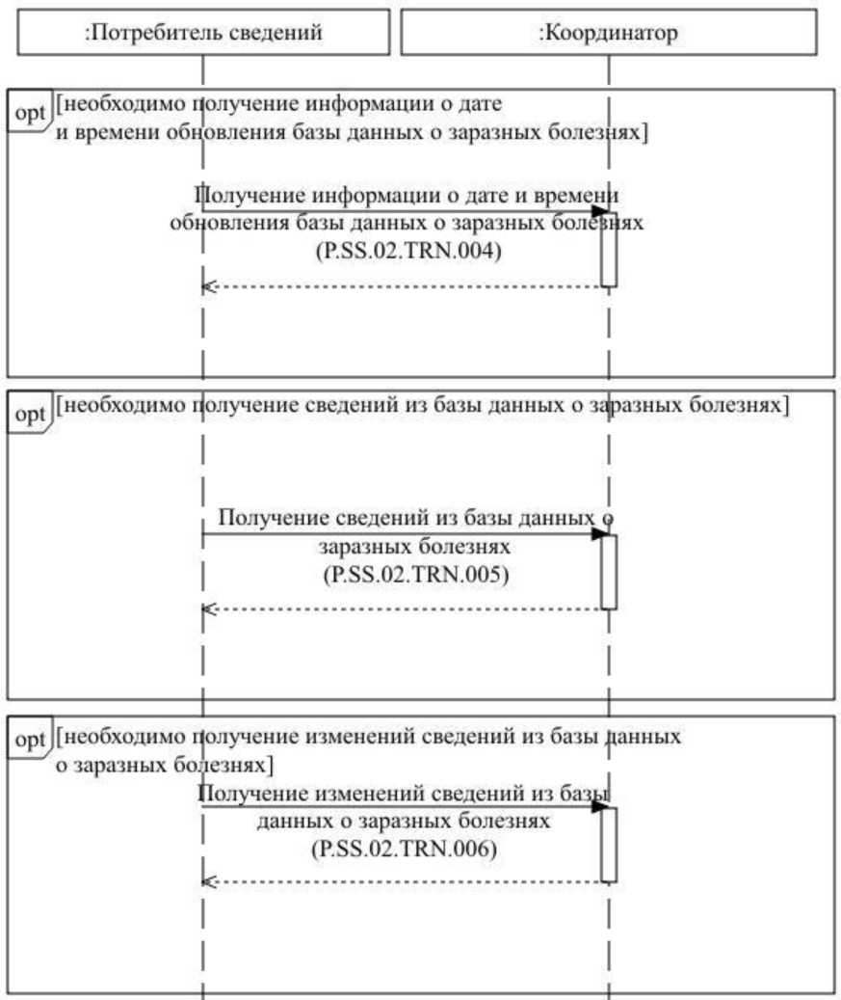 :Потребитель сведений
:Координатор
opt
[необходимо получение информации о дате
и времени обновления базы данных о заразных болезнях]
Получение информации о дате и времени
обновления базы данных о заразных болезнях
(P.SS.02.TRN.004)
opt
[необходимо получение сведений из базы данных о заразных болезнях]
Получение сведений из базы данных о
заразных болезнях
(P.SS.02.TRN.005)
opt
[необходимо получение изменений сведений из базы данных
о заразных болезнях]
Получение изменений сведений из базы
данных о заразных болезнях
(P.SS.02.TRN.006)